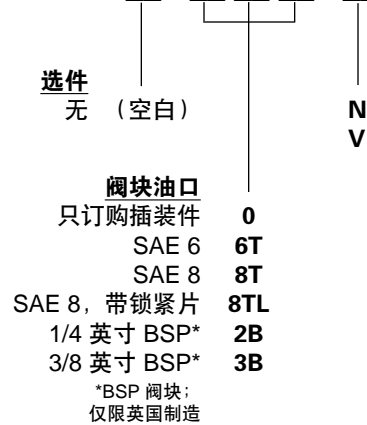 选件
无 (空白)
N
V
阀块油口
只订购插装件 0
SAE 6 6T
SAE 8 8T
SAE 8, 带锁紧片 8TL
1/4 英寸 BSP* 2B
3/8 英寸 BSP* 3B
*BSP 阀块;
仅限英国制造